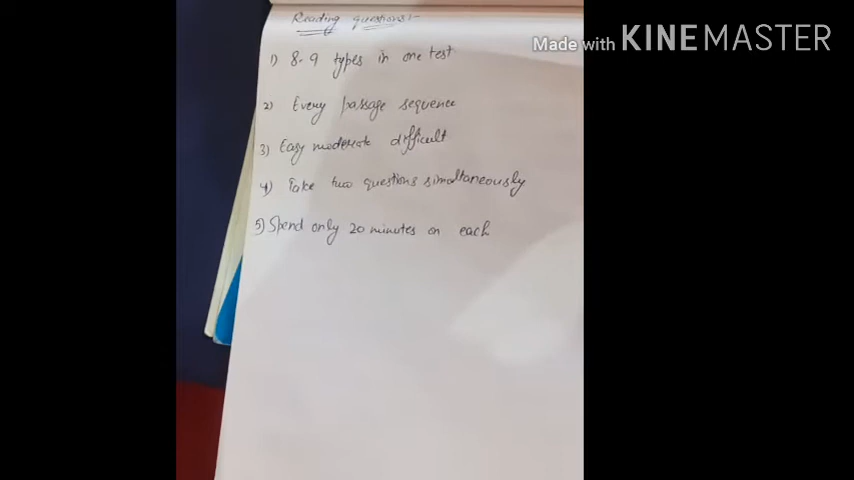 Reading questions:-
Made with KINEMASTER
1) 8-9 types in one test
2) Every passage sequence
3) Easy moderate difficult
4) Take two questions simultaneously
5) Spend only 20 minutes on each